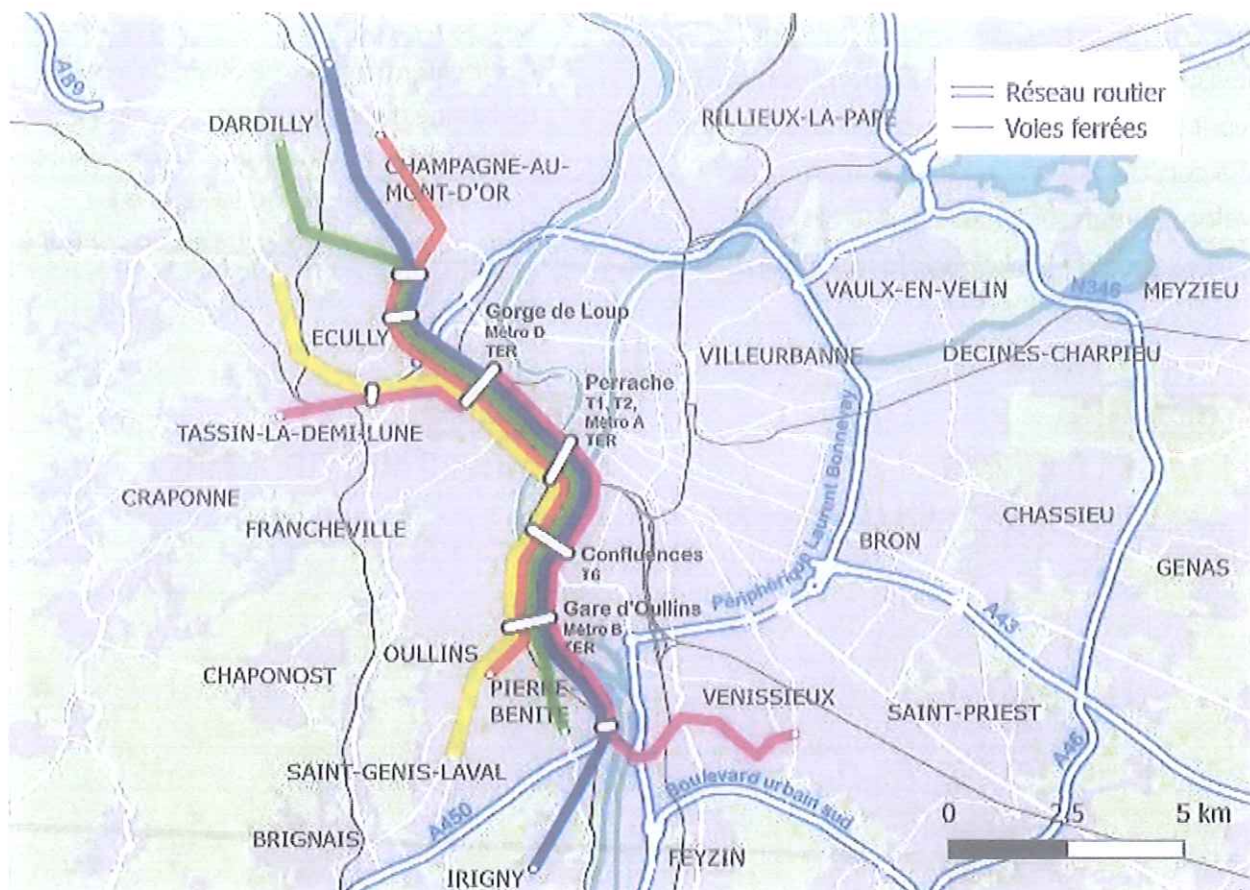 A89
Réseau routier
Voies ferrées
DARDILLY
RILLIEUX-LA-PAPE
CHAMPAGNE-AU-
MONT-D'OR
VAULX-EN-VELIN
N346
MEYZIEU
Gorge de Loup
Métro D
TER
ECULLY
VILLEURBANNE
DECINES-CHARPIEU
Perrache
T1, T2,
Métro A
TER
TASSIN-LA-DEMI-LUNE
Périphérique Laurent Bonnevay
CRAPONNE
FRANCHEVILLE
CHASSIEU
BRON
GENAS
Confluences
T6
Gare d'Oullins
Métro B
TER
A43
OULLINS
CHAPONOST
PIERRE-
BENITE
VENISSIEUX
SAINT-PRIEST
SAINT-GENIS-LAVAL
A46
Boulevard urbain sud
A450
BRIGNAIS
FEYZIN
IRIGNY
0 2,5 5 km